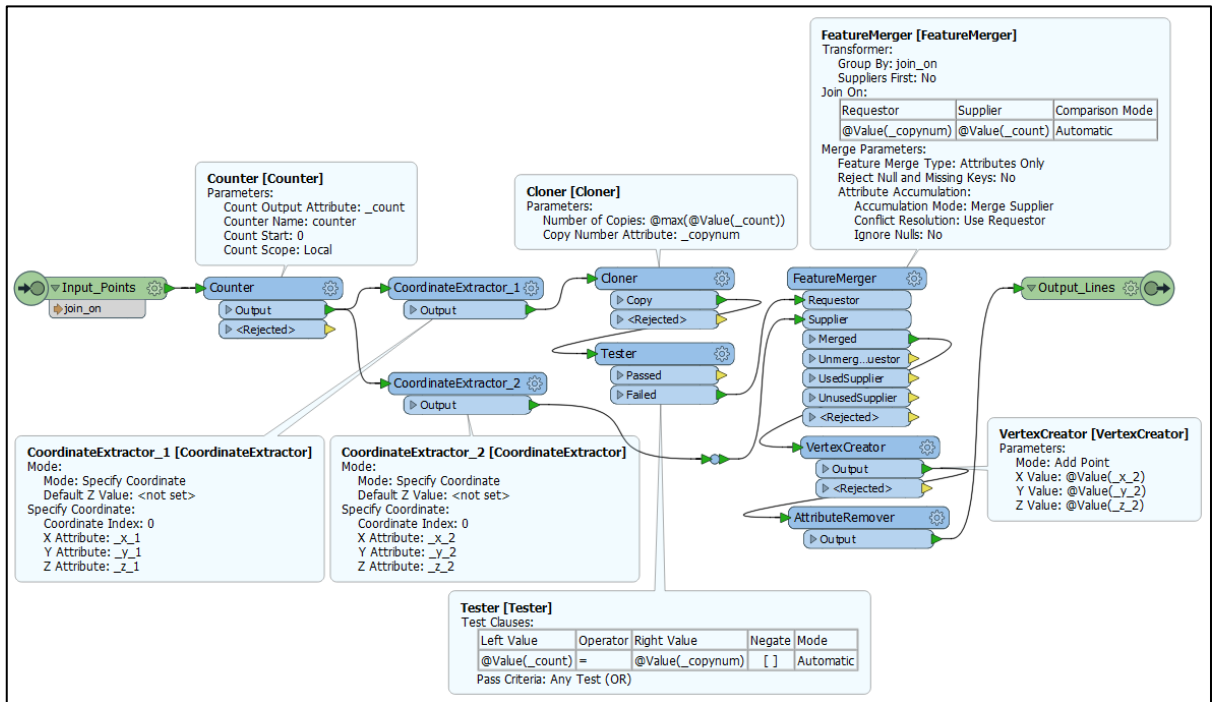 FeatureMerger [FeatureMerger]
Transformer:
Group By: join_on
Suppliers First: No
Join On:
Requestor Supplier Comparison Mode
@Value(_copynum) @Value(_count) Automatic
Merge Parameters:
Feature Merge Type: Attributes Only
Reject Null and Missing Keys: No
Attribute Accumulation:
Accumulation Mode: Merge Supplier
Conflict Resolution: Use Requestor
Ignore Nulls: No
Counter [Counter]
Parameters:
Count Output Attribute: _count
Counter Name: counter
Count Start: 0
Count Scope: Local
Cloner [Cloner]
Parameters:
Number of Copies: @max(@Value(_count))
Copy Number Attribute: _copynum
Input_Points
join_on
Counter
Output
<Rejected>
CoordinateExtractor_1
Output
CoordinateExtractor_2
Output
Cloner
Copy
<Rejected>
Tester
Passed
Failed
FeatureMerger
Requestor
Supplier
Merged
Unmerg...uestor
UsedSupplier
UnusedSupplier
<Rejected>
VertexCreator
Output
<Rejected>
AttributeRemover
Output
Output_Lines
CoordinateExtractor_1 [CoordinateExtractor]
Mode:
Mode: Specify Coordinate
Default Z Value: <not set>
Specify Coordinate:
Coordinate Index: 0
X Attribute: _x_1
Y Attribute: _y_1
Z Attribute: _z_1
CoordinateExtractor_2 [CoordinateExtractor]
Mode:
Mode: Specify Coordinate
Default Z Value: <not set>
Specify Coordinate:
Coordinate Index: 0
X Attribute: _x_2
Y Attribute: _y_2
Z Attribute: _z_2
VertexCreator [VertexCreator]
Parameters:
Mode: Add Point
X Value: @Value(_x_2)
Y Value: @Value(_y_2)
Z Value: @Value(_z_2)
Tester [Tester]
Test Clauses:
Left Value Operator Right Value Negate Mode
@Value(_count) = @Value(_copynum) [ ] Automatic
Pass Criteria: Any Test (OR)